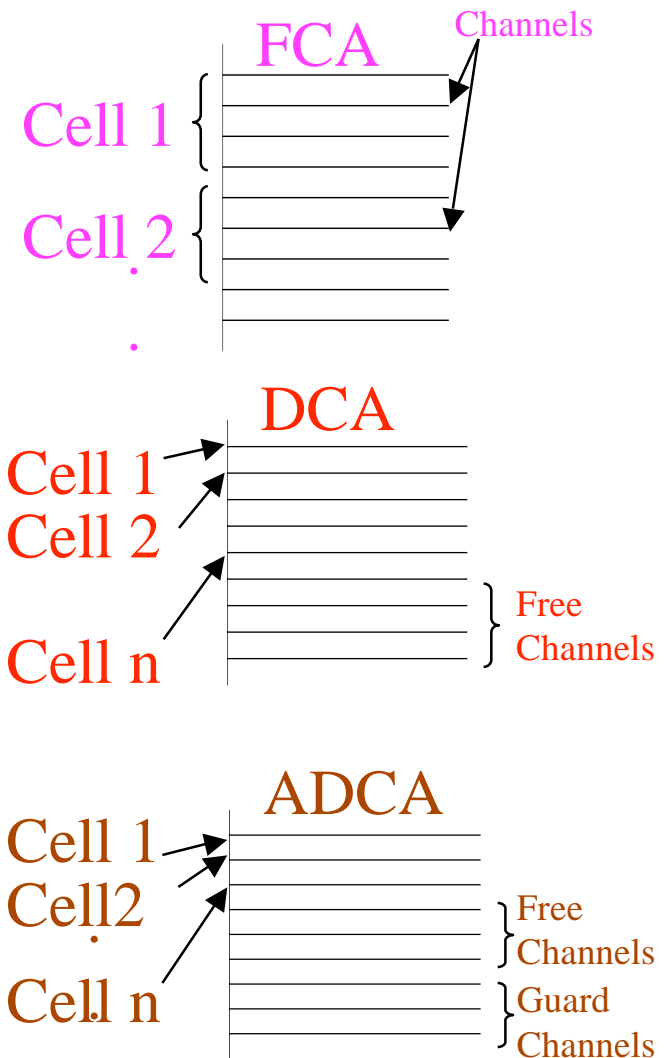 FCA
Channels
Cell 1
Cell 2
.
.
DCA
Cell 1
Cell 2
Cell n
Free
Channels
ADCA
Cell 1
Cell2
.
Cell n
.
Free
Channels
Guard
Channels